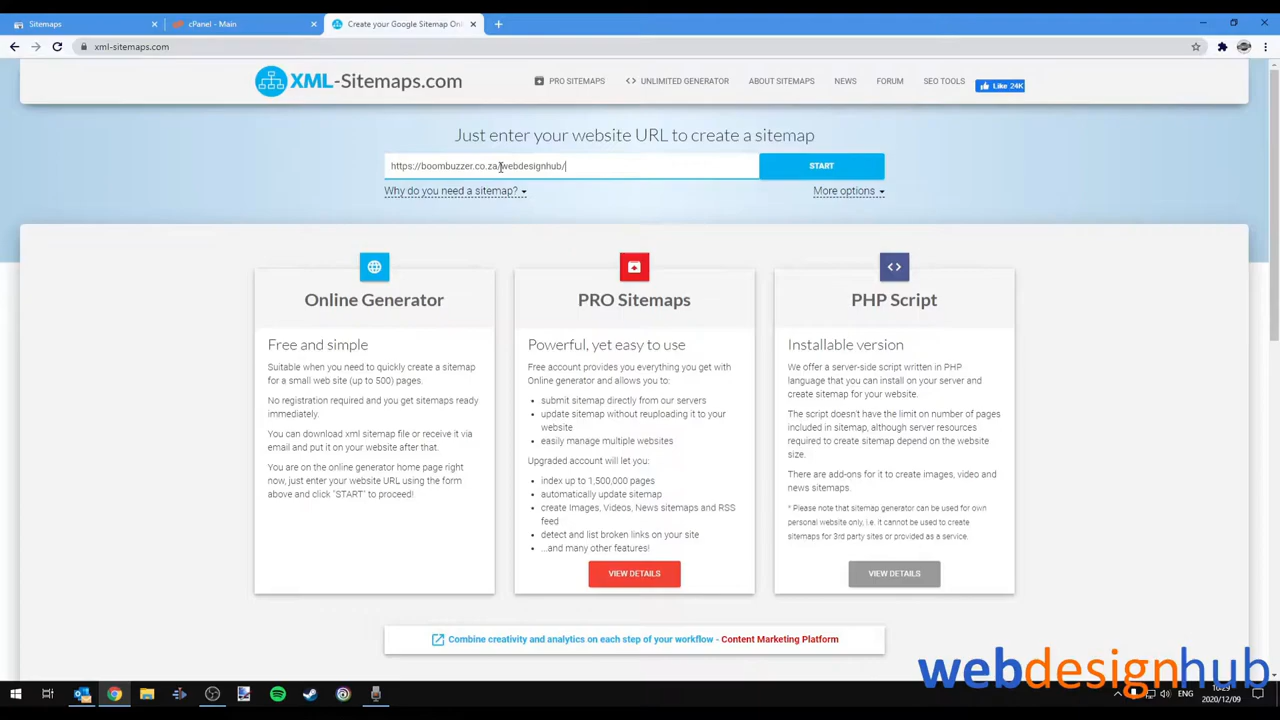 Sitemaps
cPanel - Main
Create your Google Sitemap Onl
xml-sitemaps.com
XML-Sitemaps.com
PRO SITEMAPS
UNLIMITED GENERATOR
ABOUT SITEMAPS
NEWS
FORUM
SEO TOOLS
Like 24K
Just enter your website URL to create a sitemap
https://boombuzzer.co.za/webdesignhub/
START
Why do you need a sitemap?
More options
Online Generator
Free and simple
Suitable when you need to quickly create a sitemap
for a small web site (up to 500) pages.
No registration required and you get sitemaps ready
immediately.
You can download xml sitemap file or receive it via
email and put it on your website after that.
You are on the online generator home page right
now, just enter your website URL using the form
above and click "START" to proceed!
PRO Sitemaps
Powerful, yet easy to use
Free account provides you everything you get with
Online generator and allows you to:
• submit sitemap directly from our servers
• update sitemap without reuploading it to your
website
• easily manage multiple websites
Upgraded account will let you:
• index up to 1,500,000 pages
• automatically update sitemap
• create Images, Videos, News sitemaps and RSS
feed
• detect and list broken links on your site
• ...and many other features!
VIEW DETAILS
PHP Script
Installable version
We offer a server-side script written in PHP
language that you can install on your server and
create sitemap for your website.
The script doesn't have the limit on number of pages
included in sitemap, although server resources
required to create sitemap depend on the website
size.
There are add-ons for it to create images, video and
news sitemaps.
* Please note that sitemap generator can be used for own
personal website only, i.e. it cannot be used to create
sitemaps for 3rd party sites or provided as a service.
VIEW DETAILS
Combine creativity and analytics on each step of your workflow - Content Marketing Platform
webdesignhub
ENG
2020/12/09